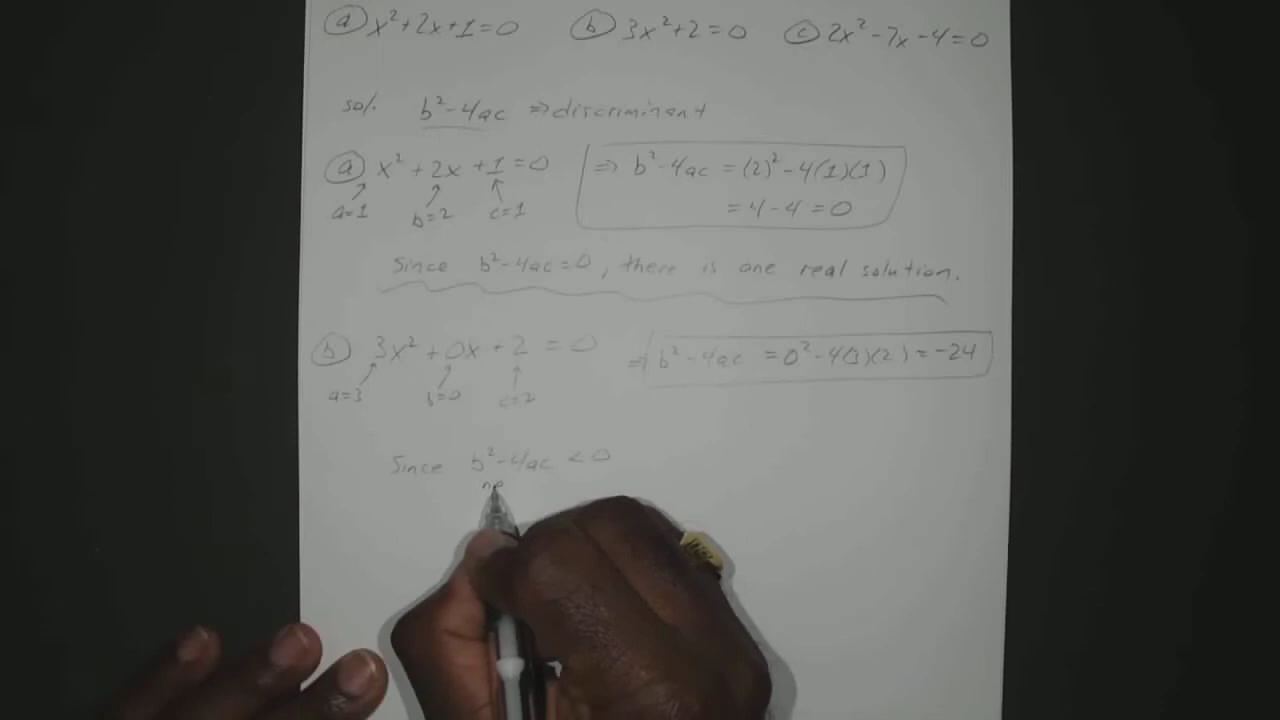 ⓐ x²+2x+1=0 ⓑ 3x²+2=0 ⓒ 2x²-7x-4=0
sol. b²-4ac ⇒ discriminant
ⓐ x² + 2x + 1 = 0 ⇒ b²-4ac = (2)²-4(1)(1)
a=1 b=2 c=1 = 4-4 = 0
Since b²-4ac=0, there is one real solution.
ⓑ 3x² + 0x + 2 = 0 ⇒ b²-4ac = 0²-4(3)(2) = -24
a=3 b=0 c=2
Since b²-4ac < 0
no